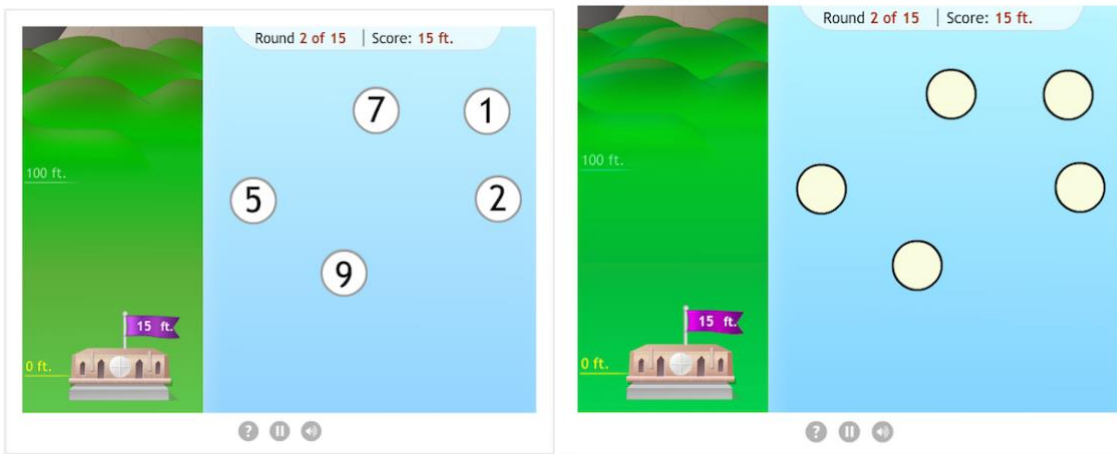 Round 2 of 15 | Score: 15 ft.
7 1
100 ft.
5 2
9
15 ft.
0 ft.
?
Round 2 of 15 | Score: 15 ft.
100 ft.
15 ft.
0 ft.
?